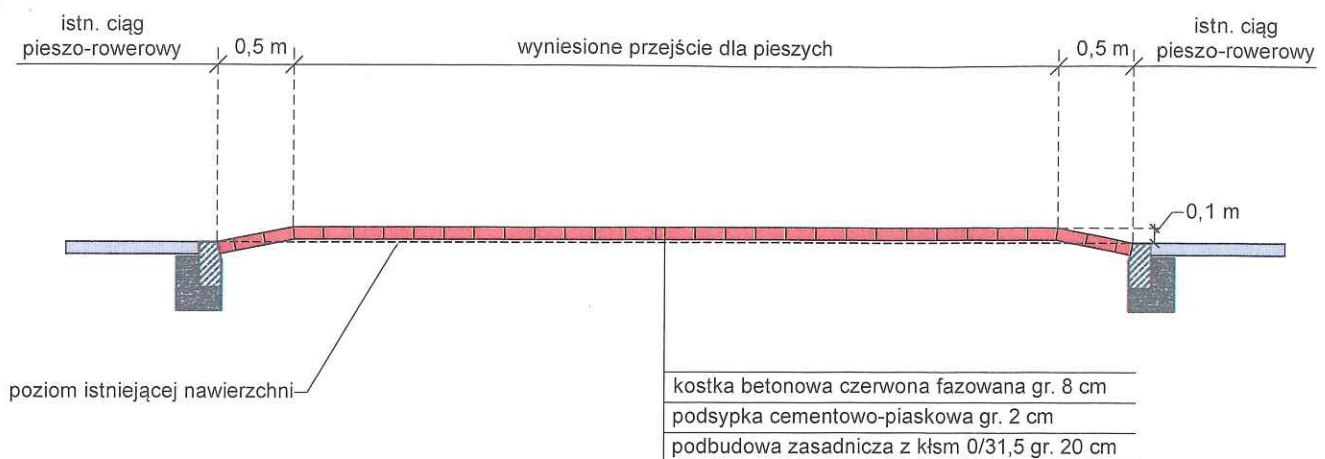 istn. ciąg
pieszo-rowerowy
0,5 m
wyniesione przejście dla pieszych
0,5 m
istn. ciąg
pieszo-rowerowy
0,1 m
poziom istniejącej nawierzchni
kostka betonowa czerwona fazowana gr. 8 cm
podsypka cementowo-piaskowa gr. 2 cm
podbudowa zasadnicza z kłsm 0/31,5 gr. 20 cm